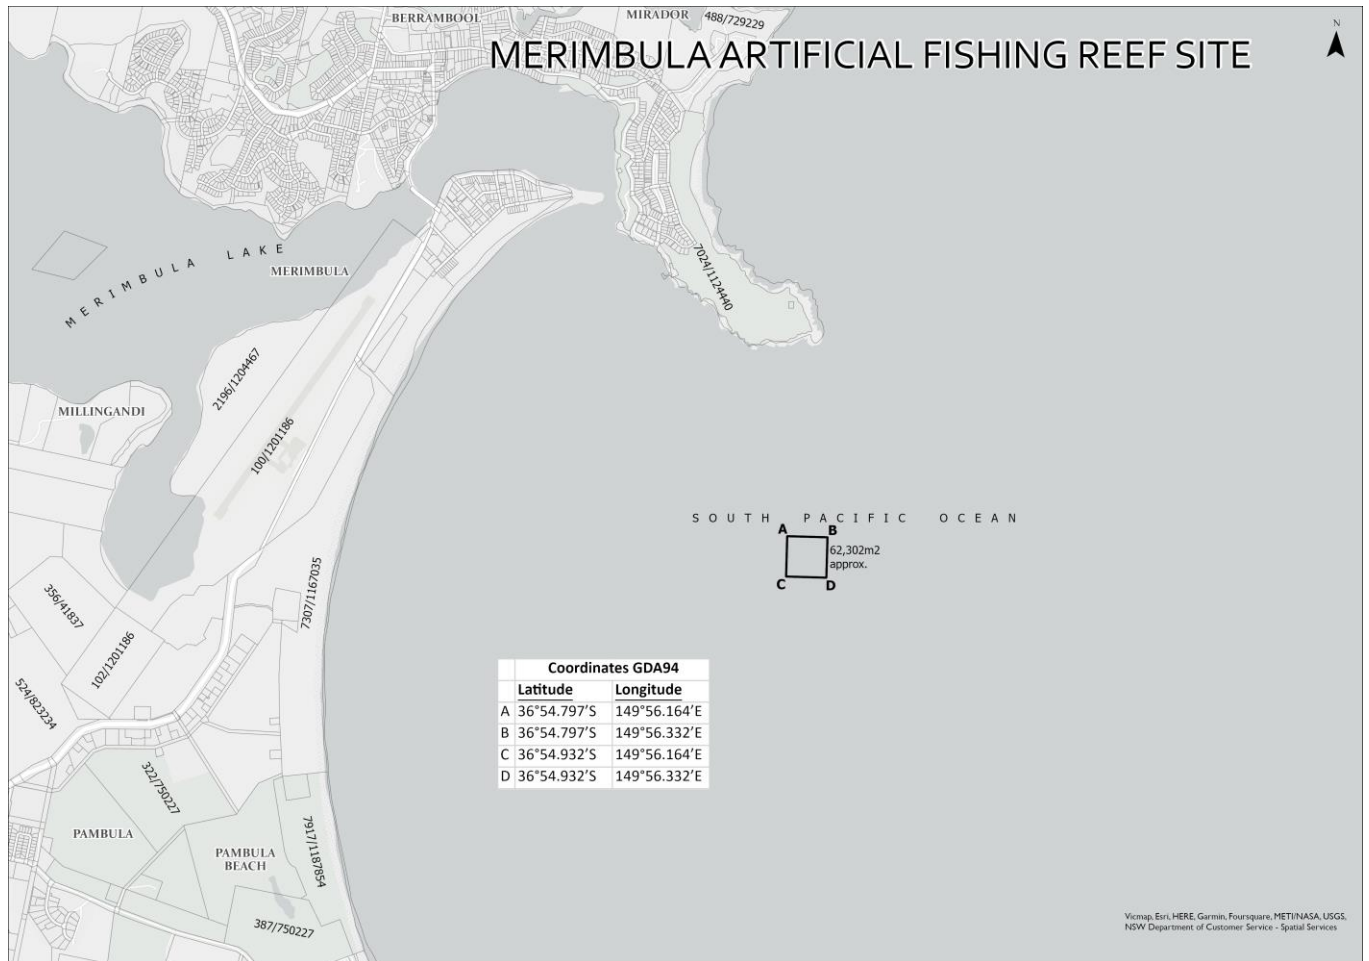 BERRAMBOOL
MIRADOR
488/729229
N
MERIMBULA ARTIFICIAL FISHING REEF SITE
7024/1124440
MERIMBULA LAKE
MERIMBULA
2196/1204467
MILLINGANDI
100/1201186
SOUTH PACIFIC OCEAN
A B
62,302m2
approx.
C D
7307/1167035
356/41837
102/1201186
524/823234
Coordinates GDA94
Latitude Longitude
A 36°54.797'S 149°56.164'E
B 36°54.797'S 149°56.332'E
C 36°54.932'S 149°56.164'E
D 36°54.932'S 149°56.332'E
322/750227
PAMBULA
PAMBULA
BEACH
7917/1187854
387/750227
Vicmap, Esri, HERE, Garmin, Foursquare, METI/NASA, USGS,
NSW Department of Customer Service - Spatial Services